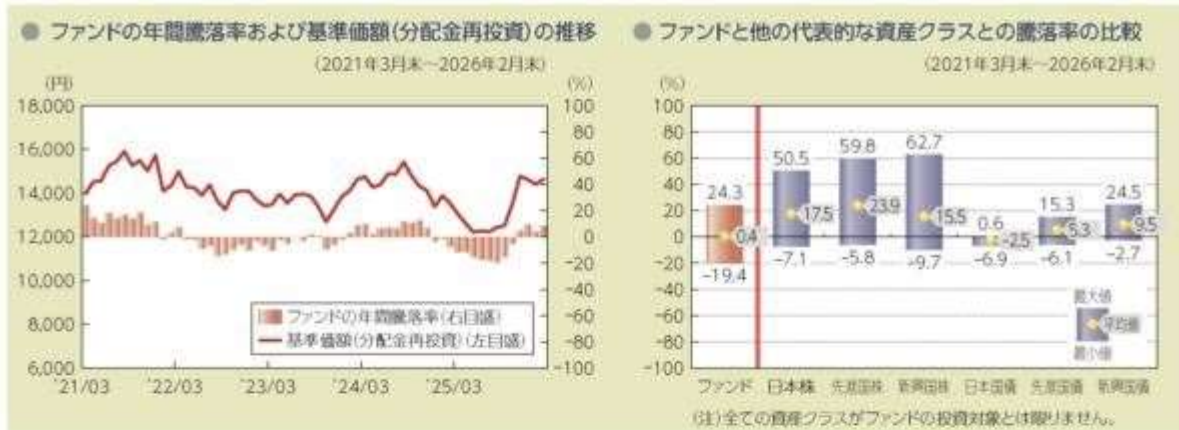 ● ファンドの年間騰落率および基準価額(分配金再投資)の推移
(2021年3月末~2026年2月末)
(円)
(%)
18,000
16,000
14,000
12,000
10,000
8,000
6,000
100
80
60
40
20
0
-20
-40
-60
-80
-100
ファンドの年間騰落率(右目盛)
基準価額(分配金再投資)(左目盛)
'21/03 '22/03 '23/03 '24/03 '25/03
● ファンドと他の代表的な資産クラスとの騰落率の比較
(2021年3月末~2026年2月末)
(%)
100
80
60
40
20
0
-20
-40
-60
-80
-100
24.3 50.5 59.8 62.7 0.6 15.3 24.5
0.4 17.5 23.9 15.5 -2.5 5.3 9.5
-19.4 -7.1 -5.8 -9.7 -6.9 -6.1 -2.7
最大値
平均値
最小値
ファンド 日本株 先進国株 新興国株 日本国債 先進国債 新興国債
(注)全ての資産クラスがファンドの投資対象とは限りません。